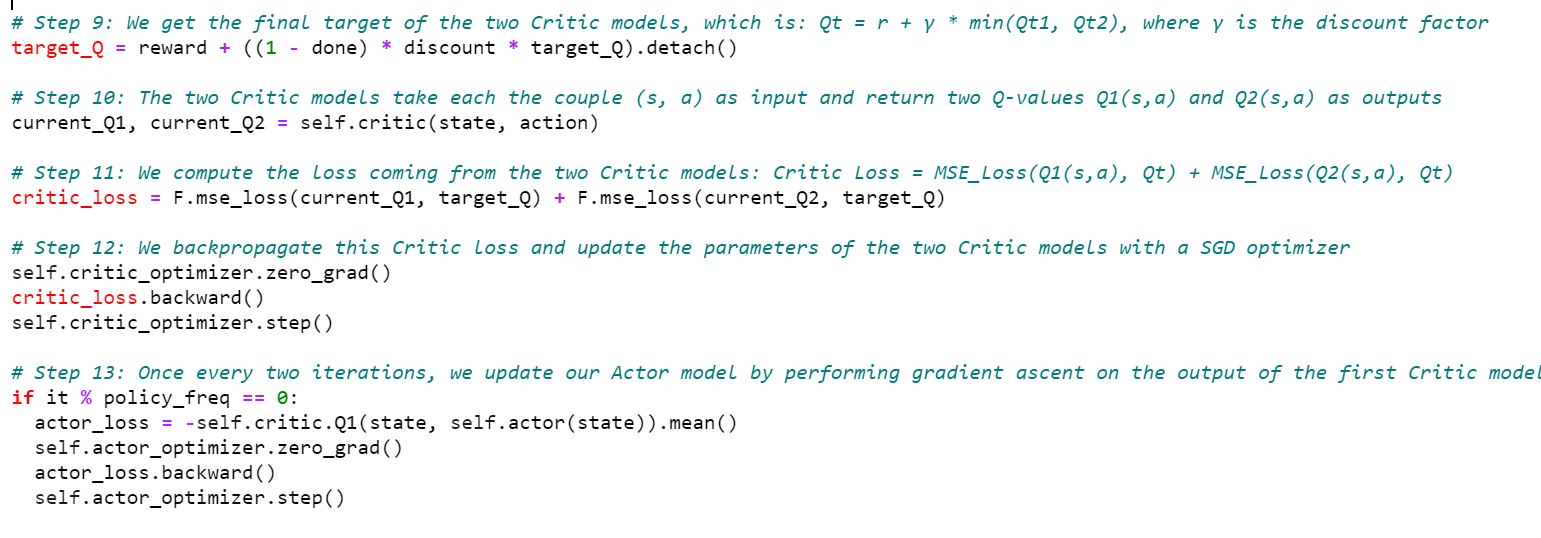 # Step 9: We get the final target of the two Critic models, which is: Qt = r + γ * min(Qt1, Qt2), where γ is the discount factor
target_Q = reward + ((1 - done) * discount * target_Q).detach()
# Step 10: The two Critic models take each the couple (s, a) as input and return two Q-values Q1(s,a) and Q2(s,a) as outputs
current_Q1, current_Q2 = self.critic(state, action)
# Step 11: We compute the loss coming from the two Critic models: Critic Loss = MSE_Loss(Q1(s,a), Qt) + MSE_Loss(Q2(s,a), Qt)
critic_loss = F.mse_loss(current_Q1, target_Q) + F.mse_loss(current_Q2, target_Q)
# Step 12: We backpropagate this Critic loss and update the parameters of the two Critic models with a SGD optimizer
self.critic_optimizer.zero_grad()
critic_loss.backward()
self.critic_optimizer.step()
# Step 13: Once every two iterations, we update our Actor model by performing gradient ascent on the output of the first Critic model
if it % policy_freq == 0:
  actor_loss = -self.critic.Q1(state, self.actor(state)).mean()
  self.actor_optimizer.zero_grad()
  actor_loss.backward()
  self.actor_optimizer.step()